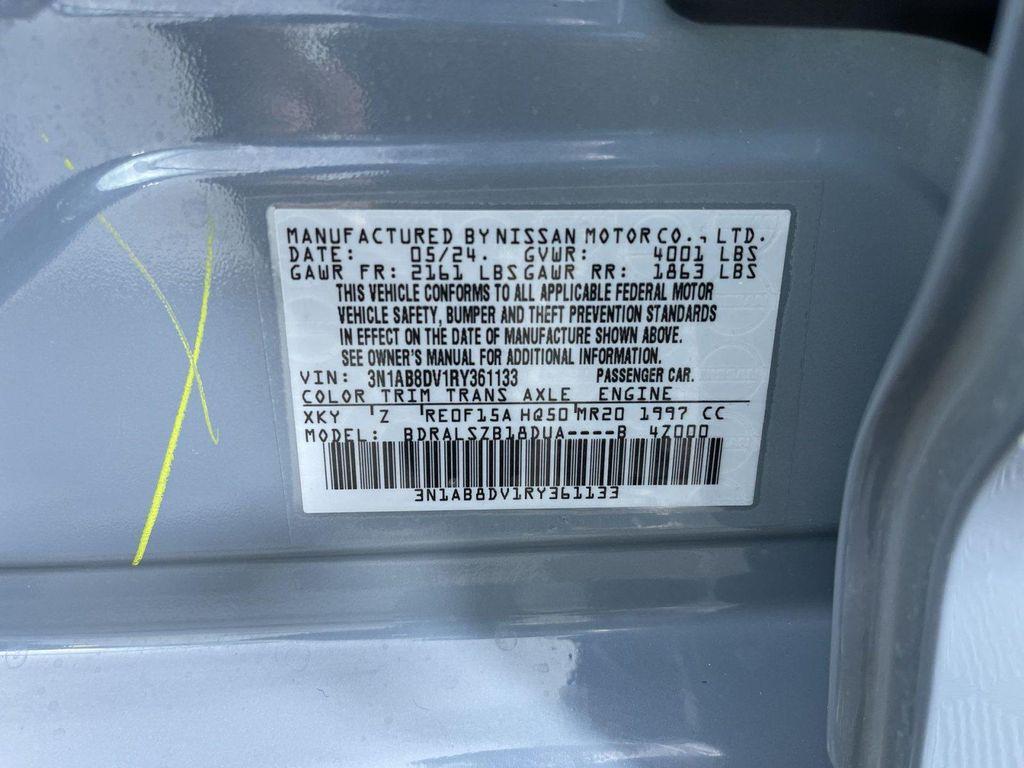 MANUFACTURED BY NISSAN MOTOR CO., LTD.
DATE: 05/24. GVWR: 4001 LBS
GAWR FR: 2161 LBS GAWR RR: 1863 LBS
THIS VEHICLE CONFORMS TO ALL APPLICABLE FEDERAL MOTOR
VEHICLE SAFETY, BUMPER AND THEFT PREVENTION STANDARDS
IN EFFECT ON THE DATE OF MANUFACTURE SHOWN ABOVE.
SEE OWNER'S MANUAL FOR ADDITIONAL INFORMATION.
VIN: 3N1AB8DV1RY361133 PASSENGER CAR.
COLOR TRIM TRANS AXLE ENGINE
XKY 'Z 'RE0F15A HQ50'MR20 1997 CC
MODEL: BDRALSZB18DUA----B 4Z000
3N1AB8DV1RY361133